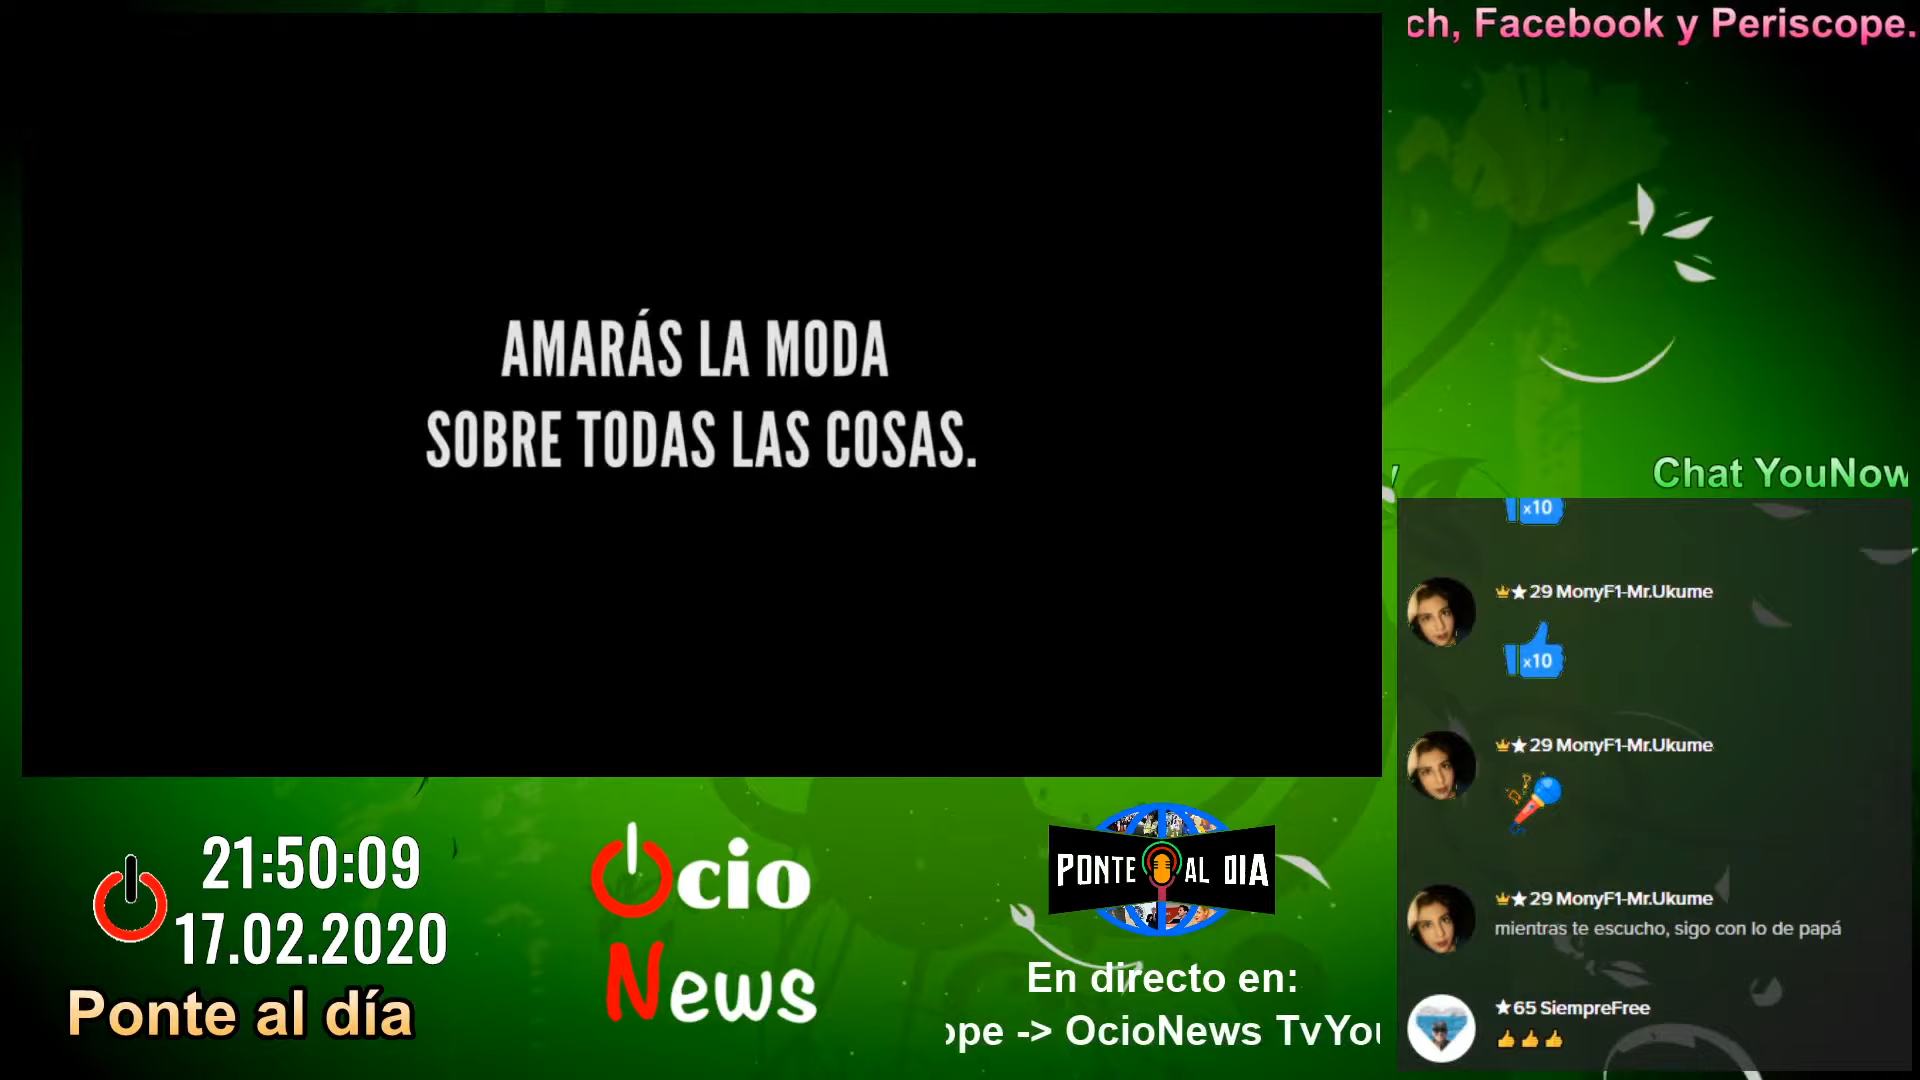 ch, Facebook y Periscope.
AMARÁS LA MODA
SOBRE TODAS LAS COSAS.
Chat YouNow
x10
29 MonyF1-Mr.Ukume
x10
29 MonyF1-Mr.Ukume
29 MonyF1-Mr.Ukume
mientras te escucho, sigo con lo de papá
65 SiempreFree
21:50:09
17.02.2020
Ponte al día
Ocio
News
PONTE AL DIA
En directo en:
ope -> OcioNews TvYou